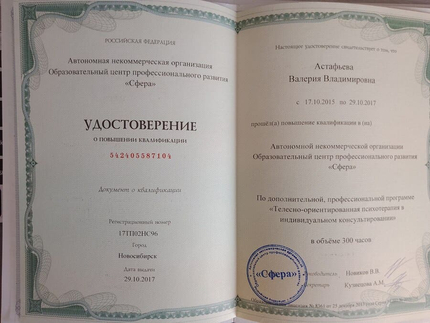 РОССИЙСКАЯ ФЕДЕРАЦИЯ
Автономная некоммерческая организация
Образовательный центр профессионального развития
«Сфера»
УДОСТОВЕРЕНИЕ
О ПОВЫШЕНИИ КВАЛИФИКАЦИИ
542405587104
Документ о квалификации
Регистрационный номер
17ТП02НС96
Город
Новосибирск
Дата выдачи
29.10.2017
Настоящее удостоверение свидетельствует о том, что
Астафьева
Валерия Владимировна
с 17.10.2015 по 29.10.2017
прошёл(а) повышение квалификации в (на)
Автономной некоммерческой организации
Образовательный центр профессионального развития
«Сфера»
По дополнительной, профессиональной программе
«Телесно-ориентированная психотерапия в
индивидуальном консультировании»
в объёме 300 часов
Новиков В.В.
Кузнецова А.М.
«Сфера»